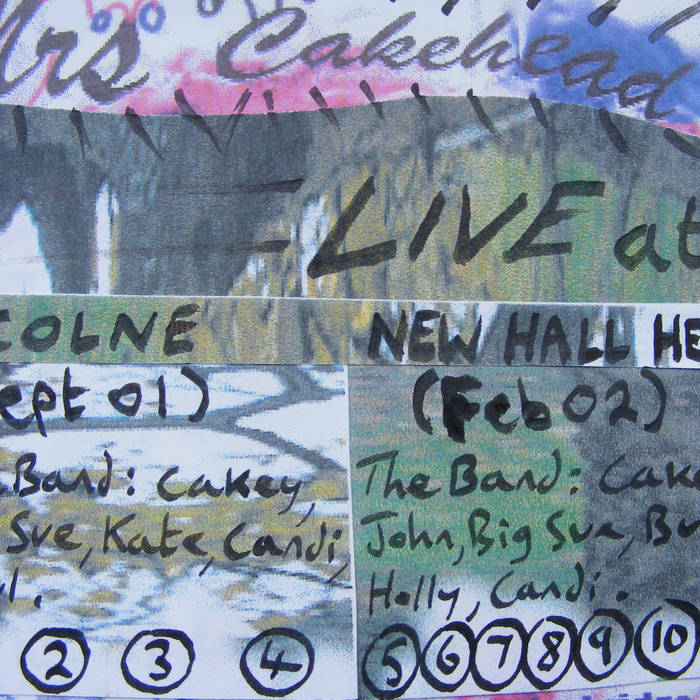 Mrs Cakehead
LIVE at
COLNE
ept 01)
Band: Cakey,
Sue, Kate, Candi,
2 3 4
NEW HALL HE
(Feb 02)
The Band: Cake
John, Big Sue, Bu
Holly, Candi.
5 6 7 8 9 10